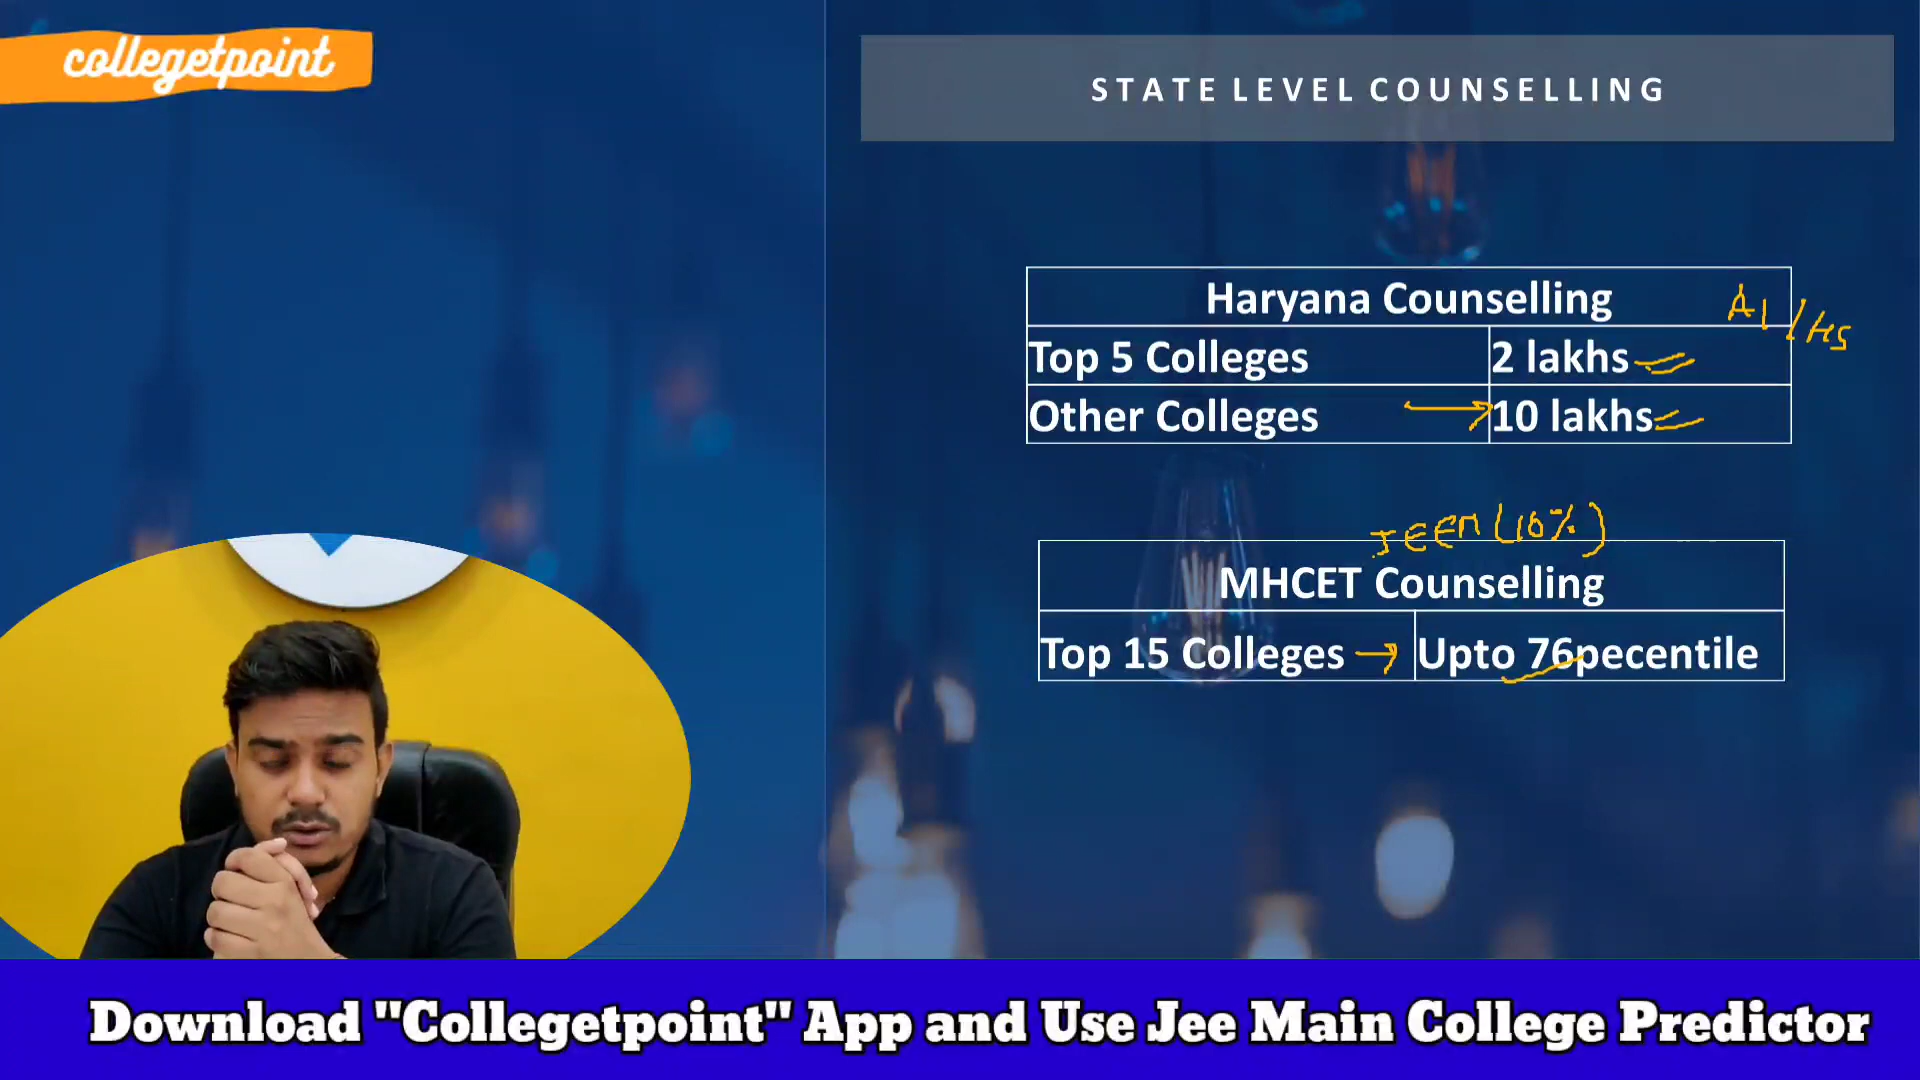 collegetpoint
STATE LEVEL COUNSELLING
Haryana Counselling
AI / HS
Top 5 Colleges 2 lakhs
Other Colleges 10 lakhs
JEEM (10%)
MHCET Counselling
Top 15 Colleges Upto 76pecentile
Download "Collegetpoint" App and Use Jee Main College Predictor